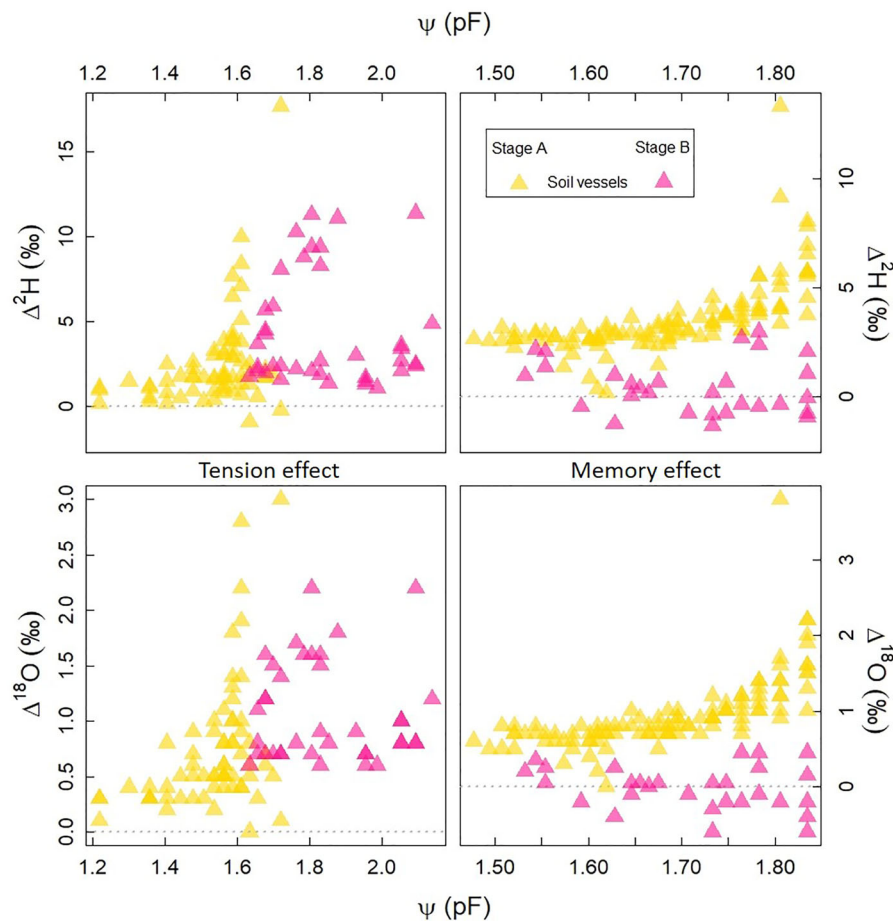 ψ (pF)
1.2 1.4 1.6 1.8 2.0
1.50 1.60 1.70 1.80
Δ²H (‰)
0 5 10 15
Stage A Stage B
Soil vessels
Δ²H (‰)
0 5 10
Tension effect
Memory effect
Δ¹⁸O (‰)
0.0 0.5 1.0 1.5 2.0 2.5 3.0
Δ¹⁸O (‰)
0 1 2 3
1.2 1.4 1.6 1.8 2.0
1.50 1.60 1.70 1.80
ψ (pF)